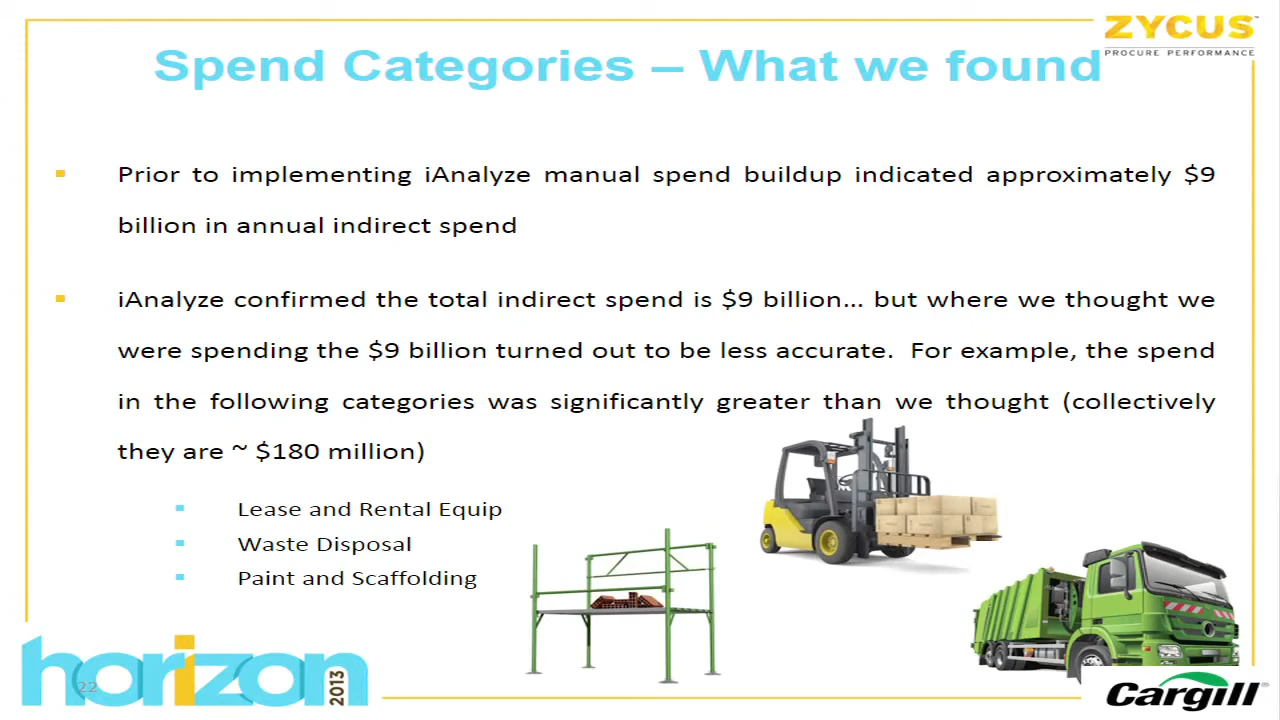 ZYCUS
PROCURE PERFORMANCE
Spend Categories – What we found
Prior to implementing iAnalyze manual spend buildup indicated approximately $9
billion in annual indirect spend
iAnalyze confirmed the total indirect spend is $9 billion... but where we thought we
were spending the $9 billion turned out to be less accurate. For example, the spend
in the following categories was significantly greater than we thought (collectively
they are ~ $180 million)
Lease and Rental Equip
Waste Disposal
Paint and Scaffolding
horizon
2013
22
Cargill®